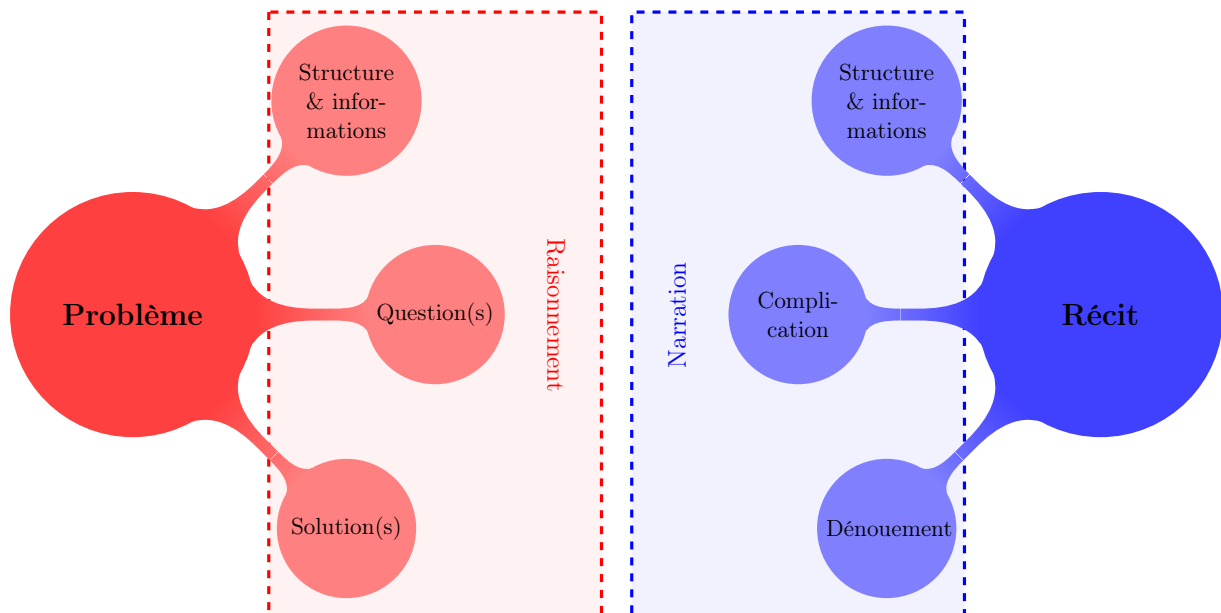 Structure
& infor-
mations
Problème
Question(s)
Solution(s)
Raisonnement
Narration
Structure
& infor-
mations
Compli-
cation
Récit
Dénouement